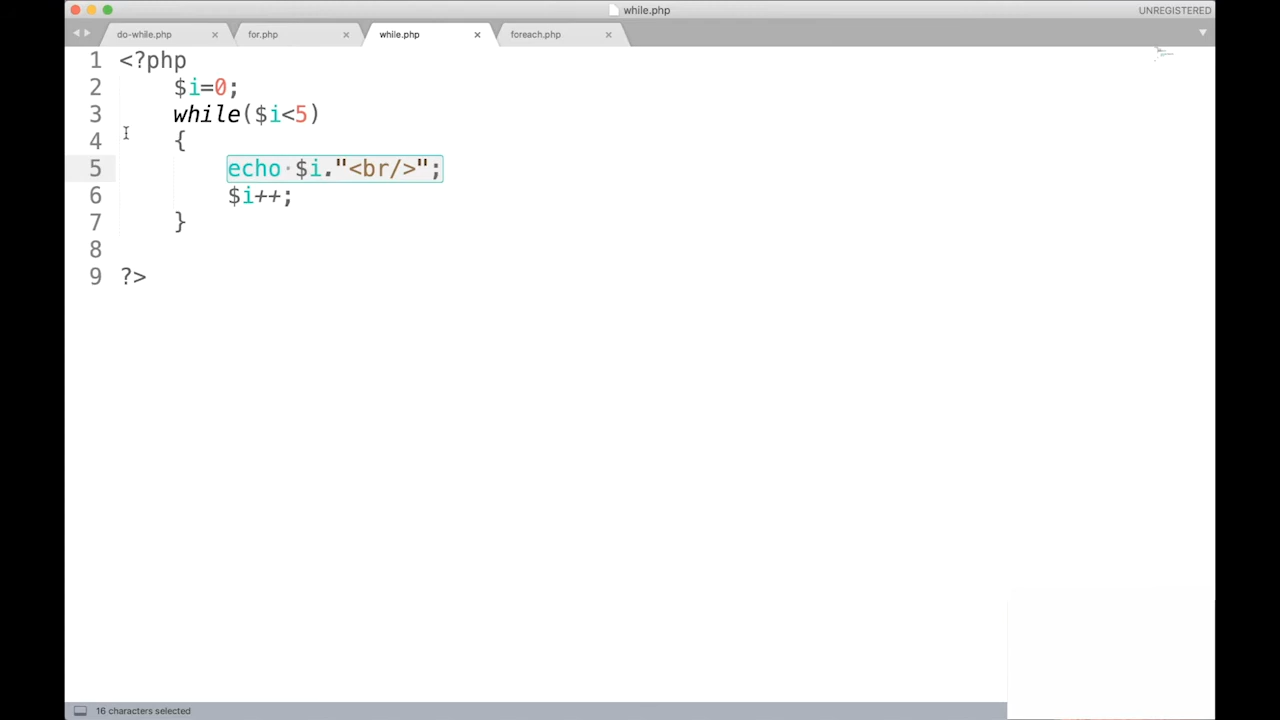 while.php
UNREGISTERED
do-while.php
for.php
while.php
foreach.php
1 <?php
2 $i=0;
3 while($i<5)
4 {
5 echo $i."<br/>";
6 $i++;
7 }
8
9 ?>
16 characters selected